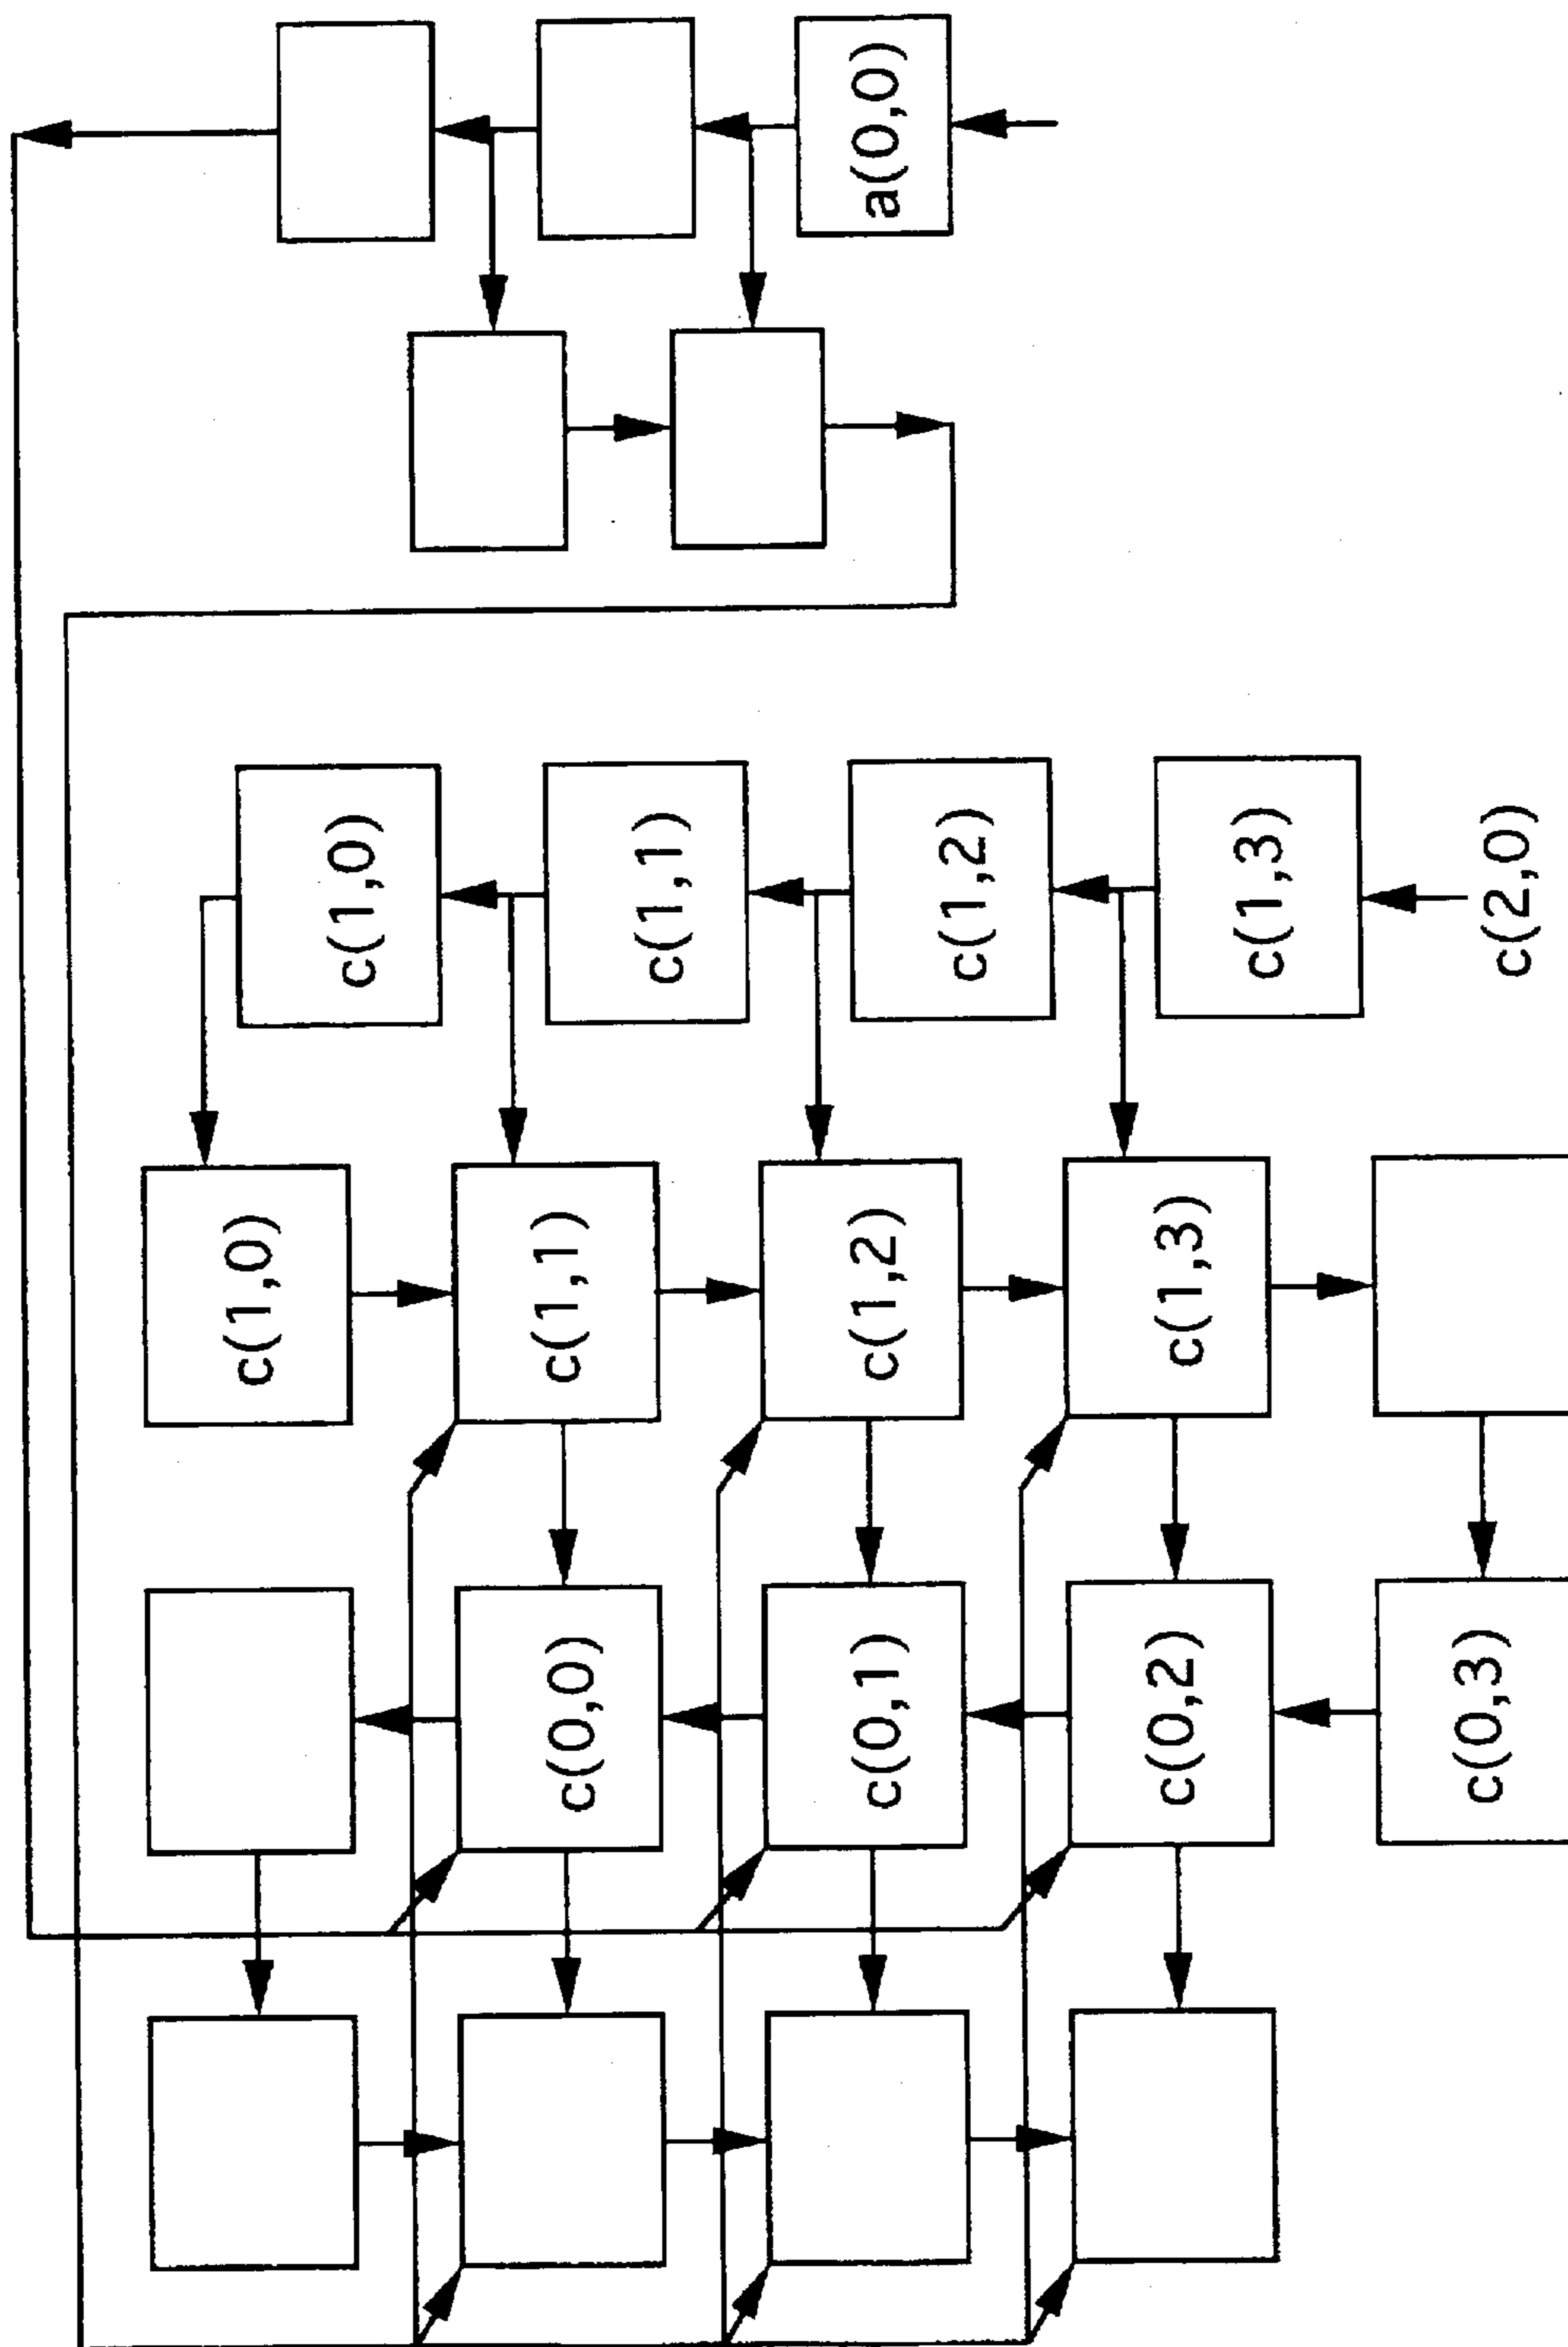 c(1,0)
c(1,0)
c(0,0)
c(1,1)
c(1,1)
c(0,1)
c(1,2)
a(0,0)
c(1,2)
c(0,2)
c(1,3)
c(1,3)
c(0,3)
c(2,0)